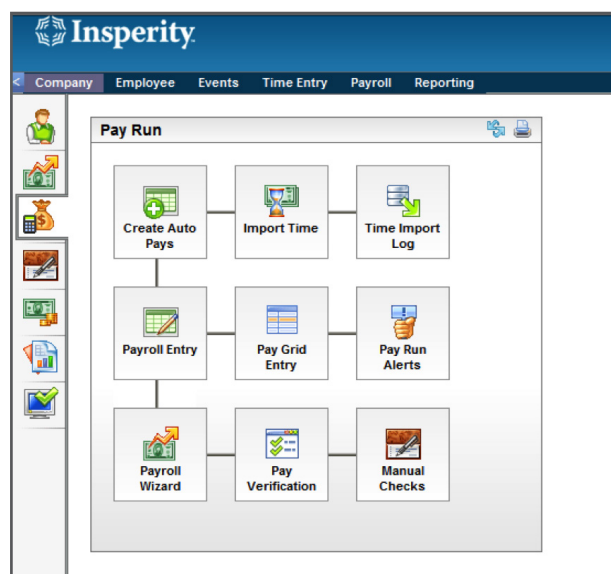 Insperity
< Company Employee Events Time Entry Payroll Reporting
Pay Run
Create Auto
Pays
Import Time
Time Import
Log
Payroll Entry
Pay Grid
Entry
Pay Run
Alerts
Payroll
Wizard
Pay
Verification
Manual
Checks